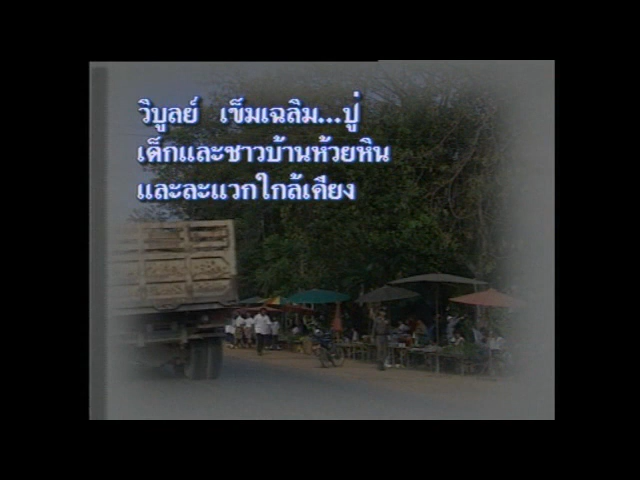 วิบูลย์ เข็มเฉลิม...ปู่
เด็กและชาวบ้านห้วยหิน
และละแวกใกล้เคียง